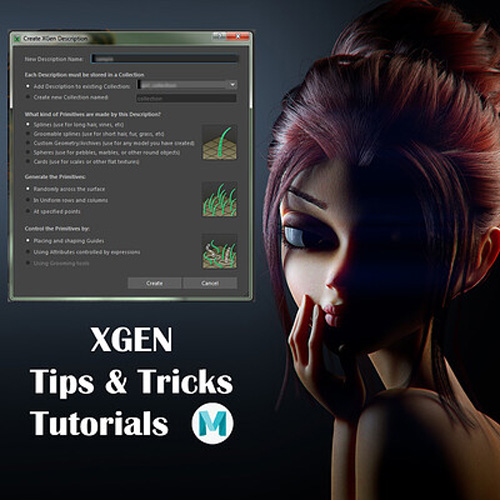 Create XGen Description
New Description Name:
Each Description must be stored in a Collection
Add Description to existing Collection:
Create new Collection named: collection
What kind of Primitives are made by this Description?
Splines (use for long hair, vines, etc)
Groomable splines (use for short hair, fur, grass, etc)
Custom Geometry/Archives (use for any model you have created)
Spheres (use for pebbles, marbles, or other round objects)
Cards (use for scales or other flat textures)
Generate the Primitives:
Randomly across the surface
In Uniform rows and columns
At specified points
Control the Primitives by:
Placing and shaping Guides
Using Attributes controlled by expressions
Using Grooming tools
Create Cancel
XGEN
Tips & Tricks
Tutorials M